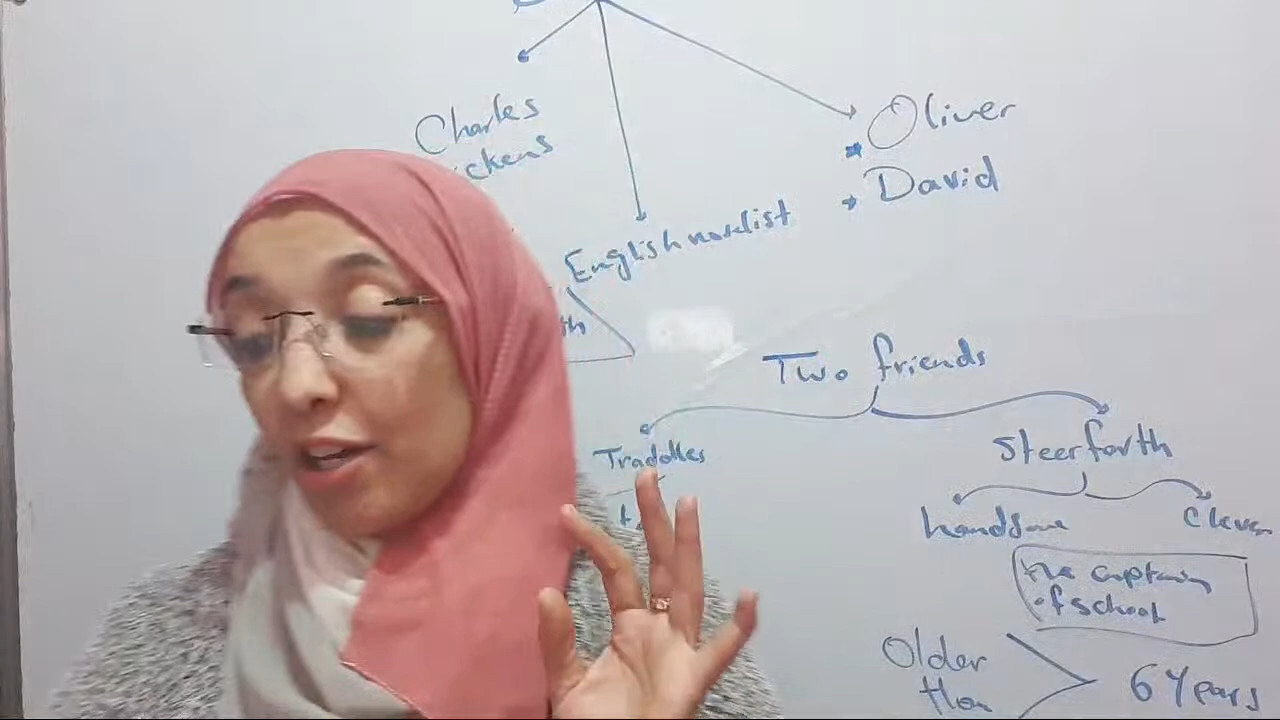 Charles
Oliver
David
English novelist
th
Two friends
Traddles
Steerforth
handsome
clever
the captain
of school
Older
than
6 years